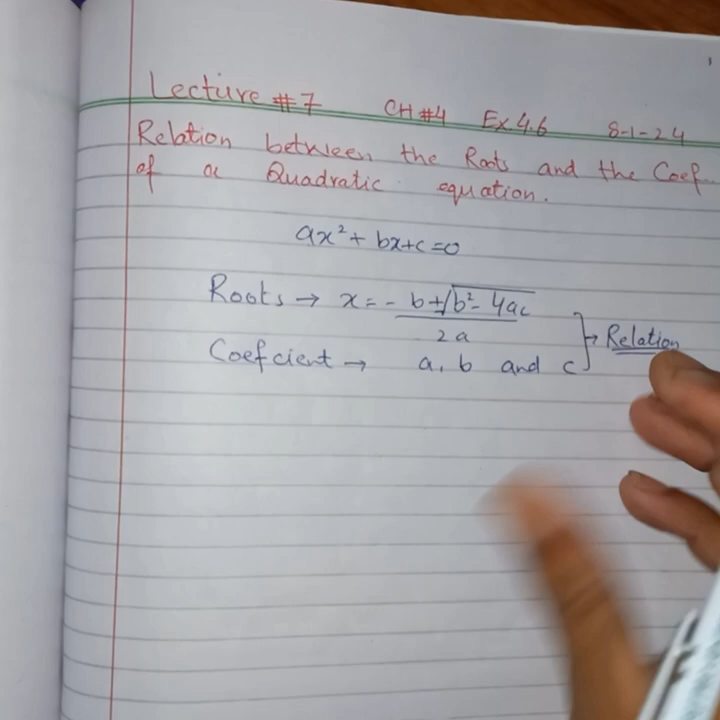 Lecture #7 CH#4 Ex.4.6 8-1-24
Relation between the Roots and the Coef
of a Quadratic equation.
ax²+ bx+c=0
Roots → x = - b±√b²- 4ac / 2a
Coefcient → a, b and c
Relation